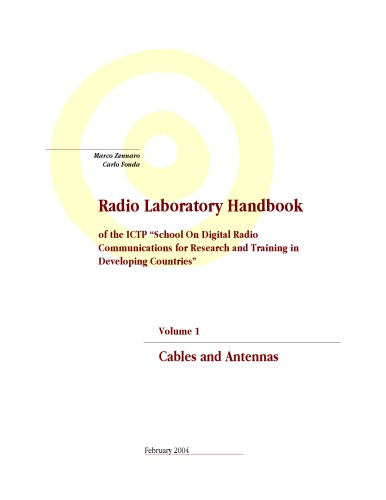 Marco Zennaro
Carlo Fonda
Radio Laboratory Handbook
of the ICTP “School On Digital Radio
Communications for Research and Training in
Developing Countries”
Volume 1
Cables and Antennas
February 2004